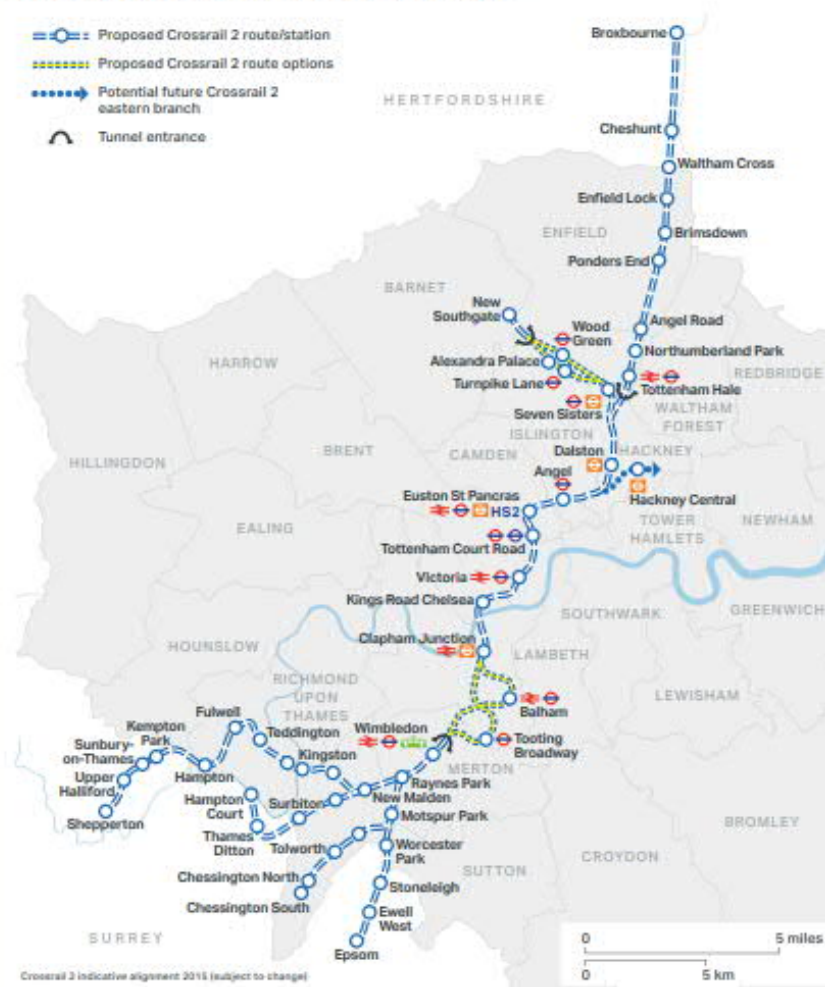 Proposed Crossrail 2 route/station
Proposed Crossrail 2 route options
Potential future Crossrail 2
eastern branch
Tunnel entrance
Broxbourne
HERTFORDSHIRE
Cheshunt
Waltham Cross
Enfield Lock
ENFIELD
Brimsdown
Ponders End
BARNET
New
Southgate
Wood
Green
Angel Road
Alexandra Palace
Northumberland Park
HARROW
Turnpike Lane
REDBRIDGE
Tottenham Hale
Seven Sisters
WALTHAM
FOREST
ISLINGTON
HILLINGDON
BRENT
CAMDEN
Dalston
HACKNEY
Angel
Euston St Pancras
HS2
Hackney Central
EALING
TOWER
HAMLETS
NEWHAM
Tottenham Court Road
Victoria
Kings Road Chelsea
SOUTHWARK
GREENWICH
Clapham Junction
HOUNSLOW
LAMBETH
RICHMOND
UPON
THAMES
LEWISHAM
Balham
Fulwell
Wimbledon
Kempton
Park
Teddington
Tooting
Broadway
Sunbury-
on-Thames
Kingston
MERTON
Upper
Halliford
Hampton
Raynes Park
Hampton
Court
Surbiton
New Malden
Shepperton
Motspur Park
BROMLEY
Thames
Ditton
Tolworth
Worcester
Park
CROYDON
Chessington North
SUTTON
Stoneleigh
Chessington South
Ewell
West
SURREY
Epsom
0
5 miles
0
5 km
Crossrail 2 indicative alignment 2015 (subject to change)